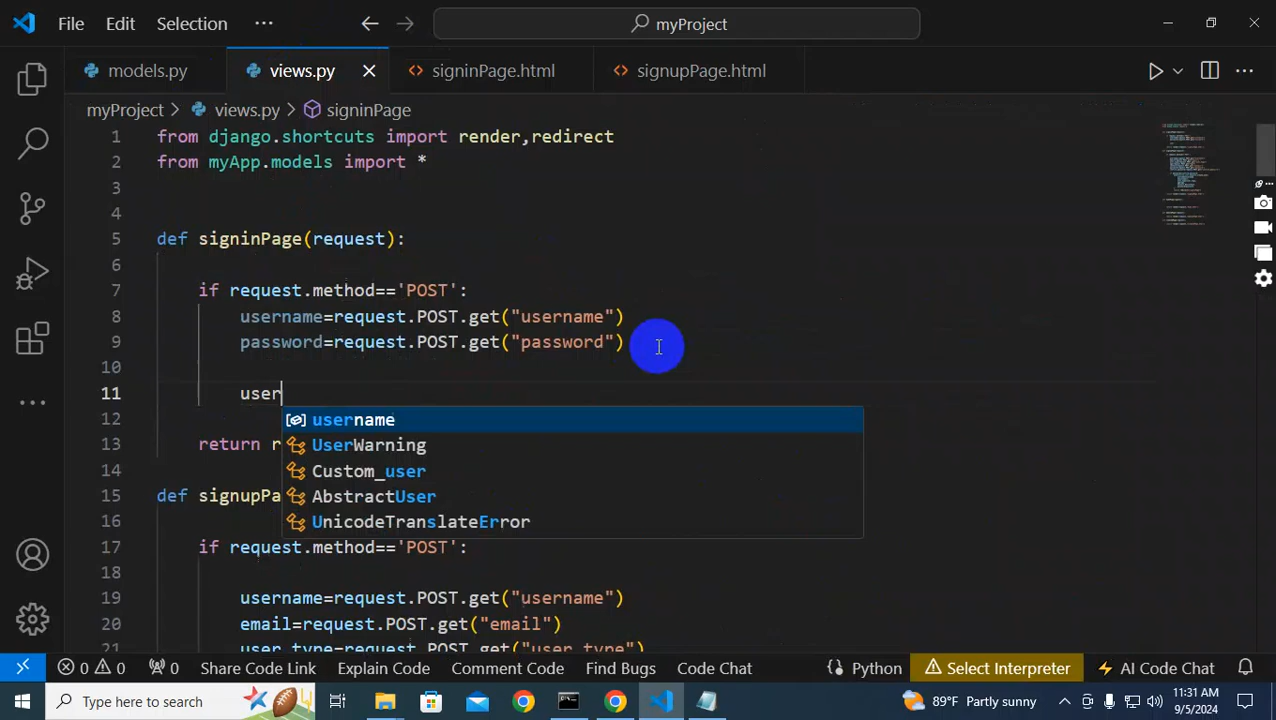 File Edit Selection ··· myProject
models.py views.py signinPage.html signupPage.html
myProject > views.py > signinPage
1 from django.shortcuts import render,redirect
2 from myApp.models import *
3
4
5 def signinPage(request):
6
7 if request.method=='POST':
8 username=request.POST.get("username")
9 password=request.POST.get("password")
10
11 user
username
12
UserWarning
13 return r
Custom_user
14
AbstractUser
15 def signupPa
UnicodeTranslateError
16
17 if request.method=='POST':
18
19 username=request.POST.get("username")
20 email=request.POST.get("email")
21 user_type=request.POST.get("user_type")
0 0 0 Share Code Link Explain Code Comment Code Find Bugs Code Chat Python Select Interpreter AI Code Chat
Type here to search 89°F Partly sunny 11:31 AM
9/5/2024